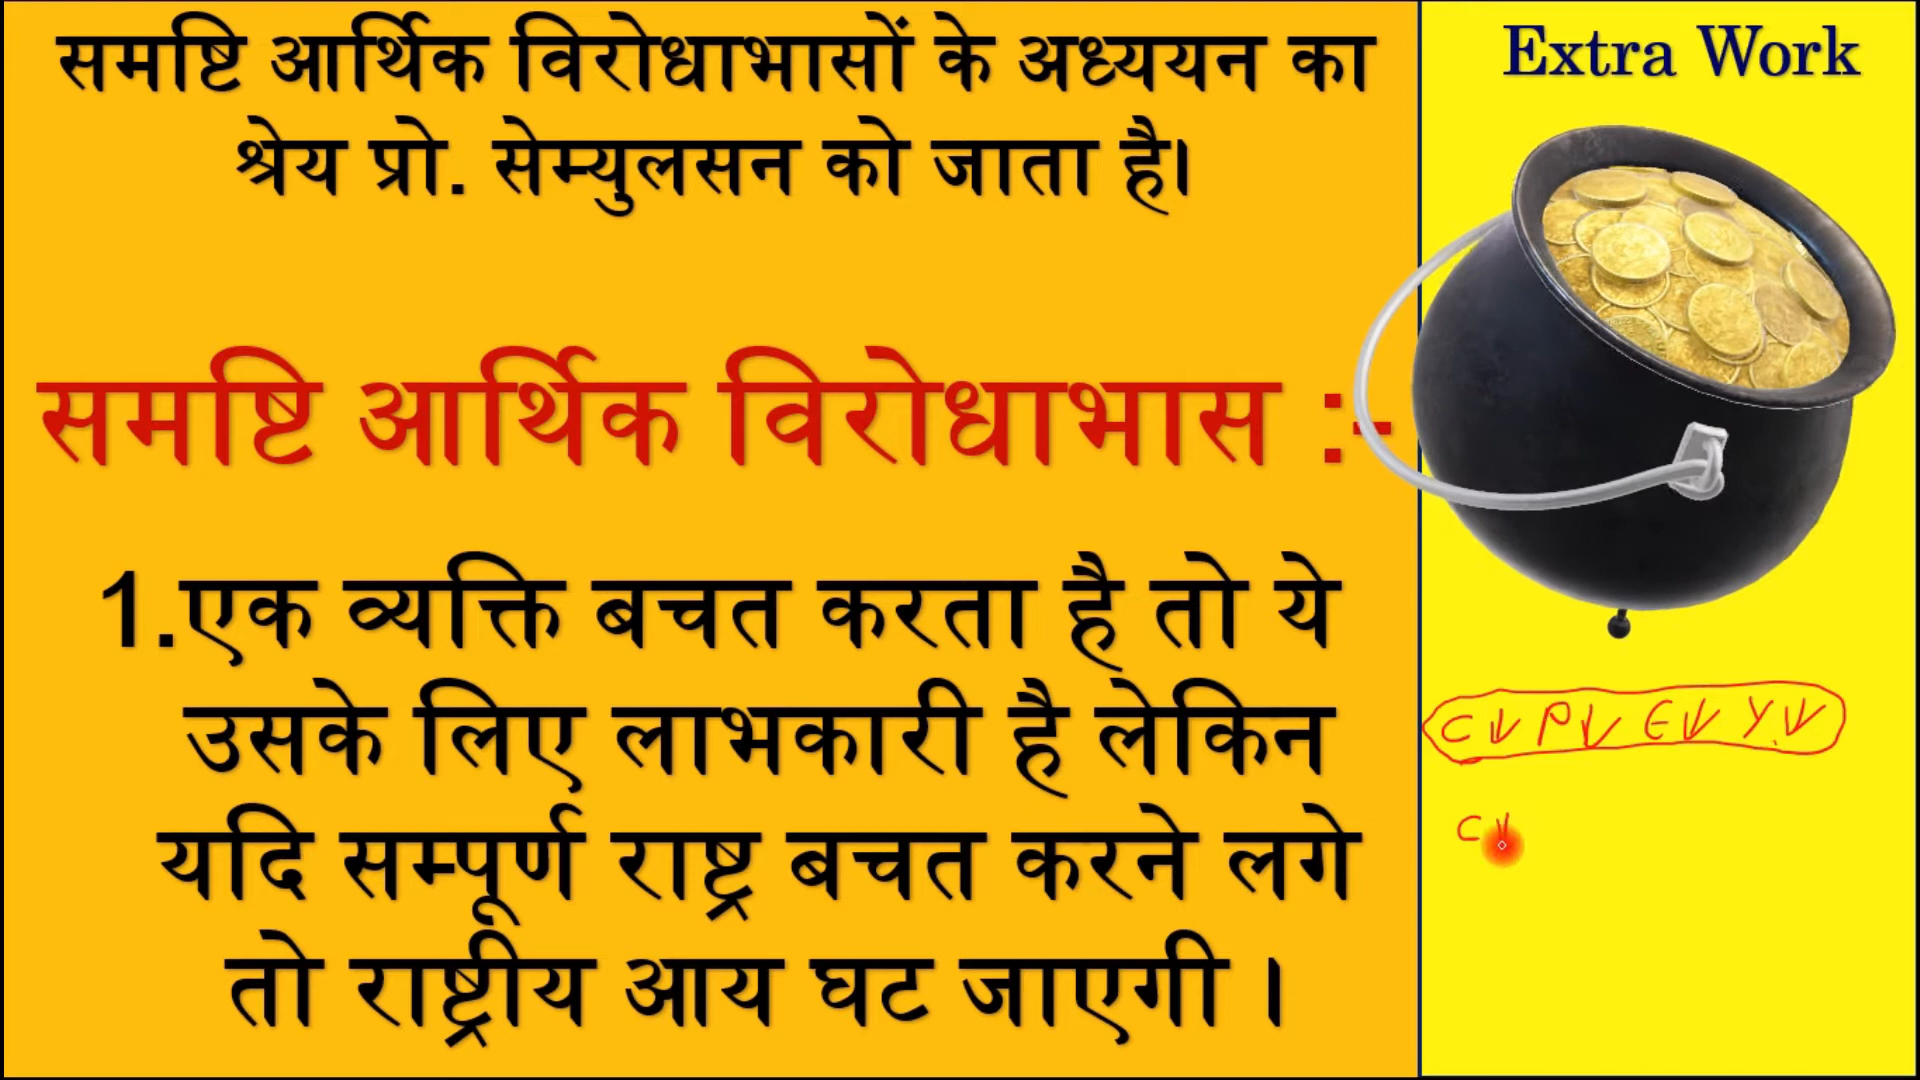 समष्टि आर्थिक विरोधाभासों के अध्ययन का
श्रेय प्रो. सेम्युलसन को जाता है।
समष्टि आर्थिक विरोधाभास :-
1.एक व्यक्ति बचत करता है तो ये
उसके लिए लाभकारी है लेकिन
यदि सम्पूर्ण राष्ट्र बचत करने लगे
तो राष्ट्रीय आय घट जाएगी ।
Extra Work
C↓ P↓ E↓ Y↓
C